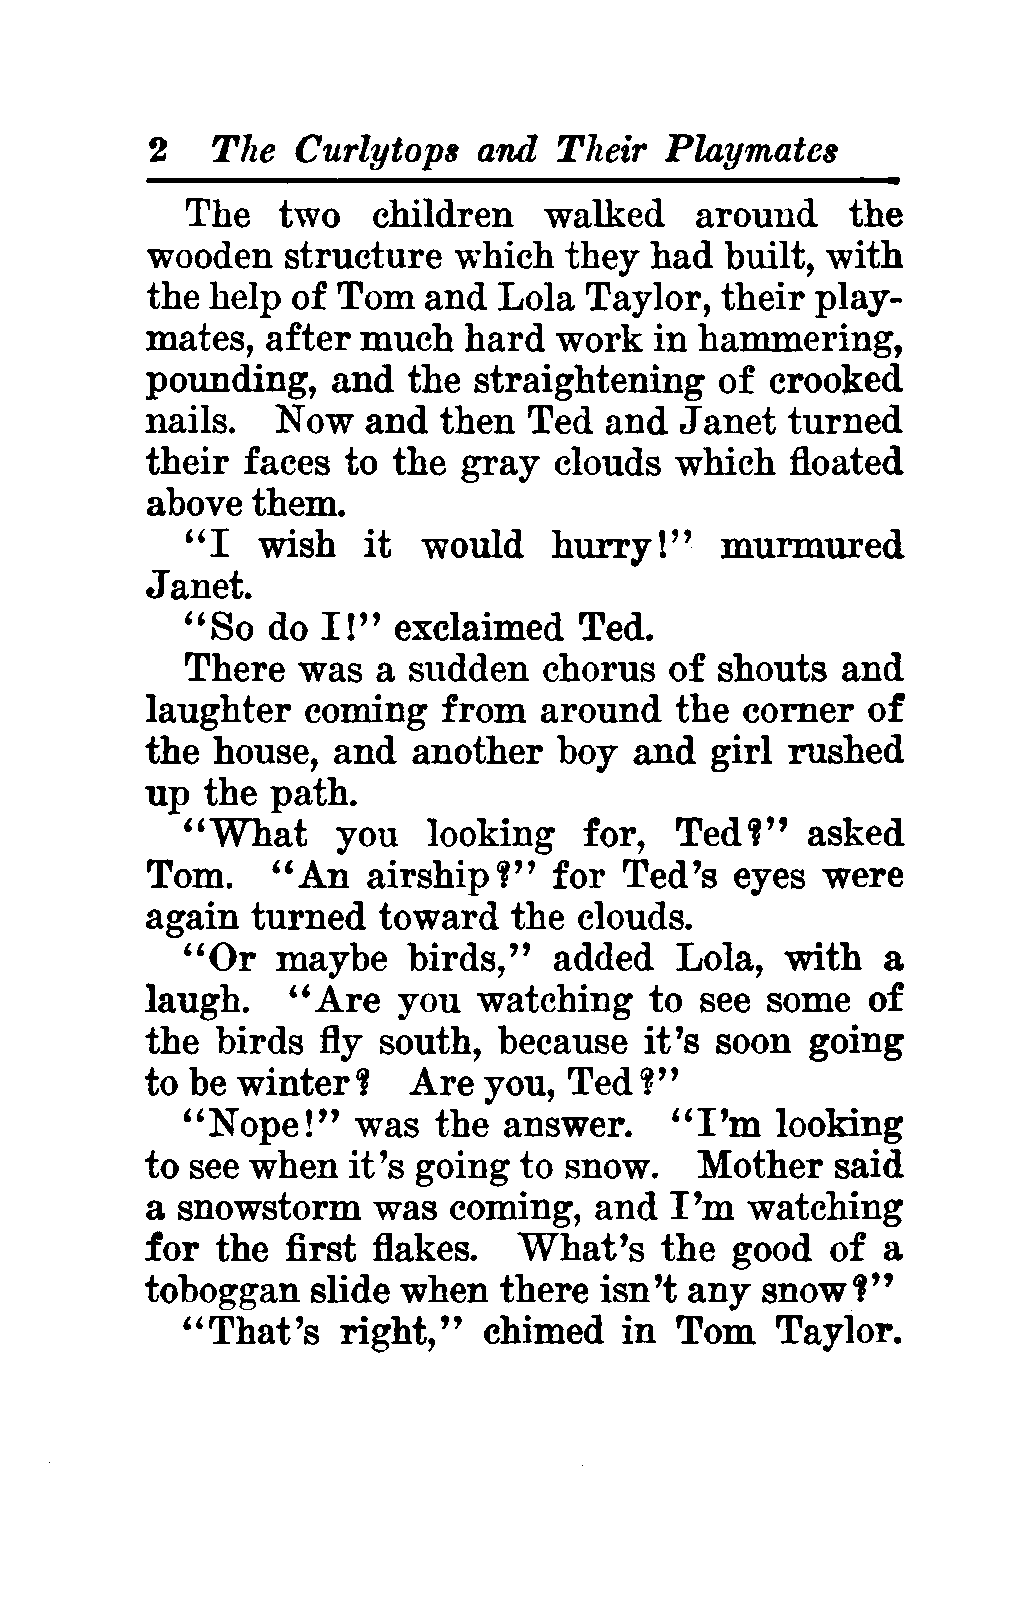 2 The Curlytops and Their Playmates
The two children walked around the
wooden structure which they had built, with
the help of Tom and Lola Taylor, their play-
mates, after much hard work in hammering,
pounding, and the straightening of crooked
nails. Now and then Ted and Janet turned
their faces to the gray clouds which floated
above them.
“I wish it would hurry!” murmured
Janet.
“So do I!” exclaimed Ted.
There was a sudden chorus of shouts and
laughter coming from around the corner of
the house, and another boy and girl rushed
up the path.
“What you looking for, Ted?” asked
Tom. “An airship?” for Ted’s eyes were
again turned toward the clouds.
“Or maybe birds,” added Lola, with a
laugh. “Are you watching to see some of
the birds fly south, because it’s soon going
to be winter? Are you, Ted?”
“Nope!” was the answer. “I’m looking
to see when it’s going to snow. Mother said
a snowstorm was coming, and I’m watching
for the first flakes. What’s the good of a
toboggan slide when there isn’t any snow?”
“That’s right,” chimed in Tom Taylor.